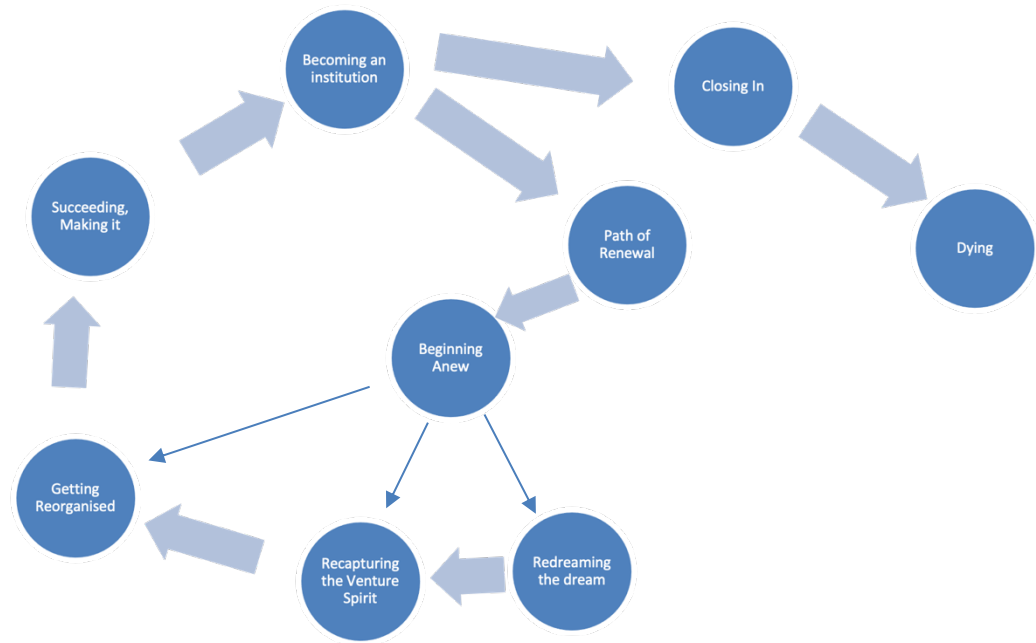 Becoming an
institution
Closing In
Succeeding,
Making it
Path of
Renewal
Dying
Beginning
Anew
Getting
Reorganised
Recapturing
the Venture
Spirit
Redreaming
the dream